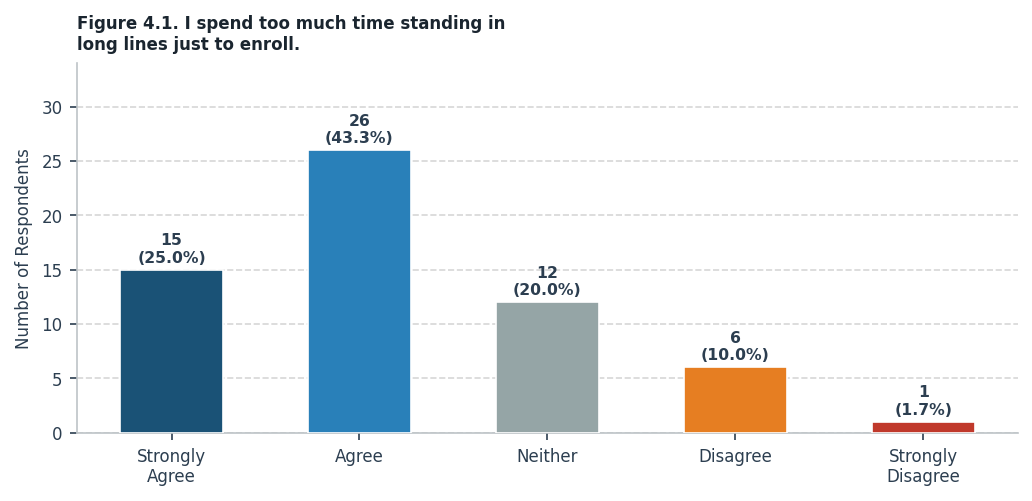 Figure 4.1. I spend too much time standing in
long lines just to enroll.
Number of Respondents
30
25
20
15
10
5
0
15
(25.0%)
26
(43.3%)
12
(20.0%)
6
(10.0%)
1
(1.7%)
Strongly
Agree
Agree
Neither
Disagree
Strongly
Disagree